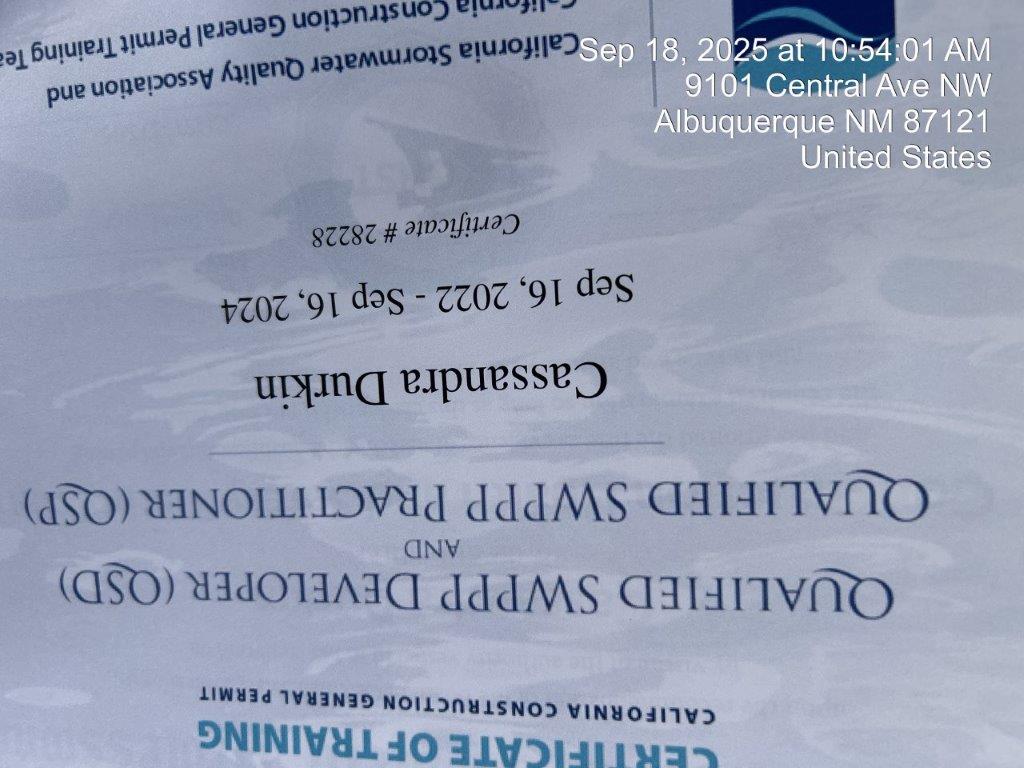 Sep 18, 2025 at 10:54:01 AM
9101 Central Ave NW
Albuquerque NM 87121
United States
CERTIFICATE OF TRAINING
CALIFORNIA CONSTRUCTION GENERAL PERMIT
QUALIFIED SWPPP DEVELOPER (QSD)
AND
QUALIFIED SWPPP PRACTITIONER (QSP)
Cassandra Durkin
Sep 16, 2022 - Sep 16, 2024
Certificate # 28228
California Stormwater Quality Association and
California Construction General Permit Training Tea